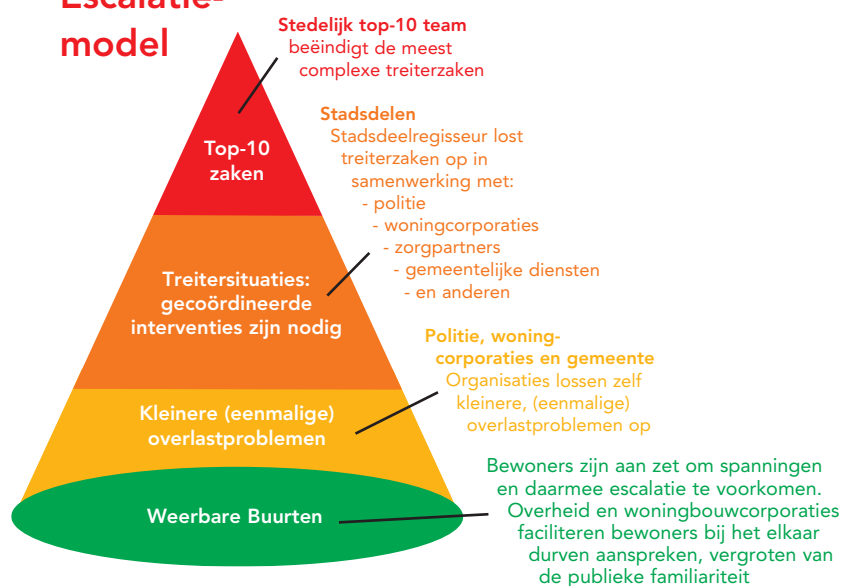 Escalatie-
model
Stedelijk top-10 team
beëindigt de meest
complexe treiterzaken
Top-10
zaken
Stadsdelen
Stadsdeelregisseur lost
treiterzaken op in
samenwerking met:
- politie
- woningcorporaties
- zorgpartners
- gemeentelijke diensten
- en anderen
Treitersituaties:
gecoördineerde
interventies zijn nodig
Politie, woning-
corporaties en gemeente
Organisaties lossen zelf
kleinere, (eenmalige)
overlastproblemen op
Kleinere (eenmalige)
overlastproblemen
Bewoners zijn aan zet om spanningen
en daarmee escalatie te voorkomen.
Overheid en woningbouwcorporaties
faciliteren bewoners bij het elkaar
durven aanspreken, vergroten van
de publieke familiariteit
Weerbare Buurten